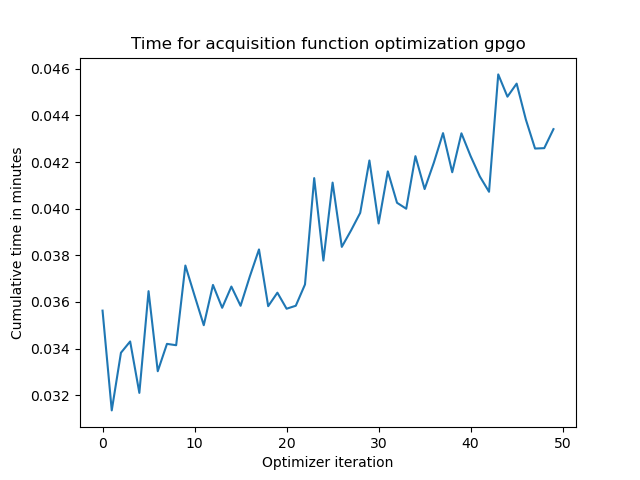 Time for acquisition function optimization gpgo
Cumulative time in minutes
0.046
0.044
0.042
0.040
0.038
0.036
0.034
0.032
0 10 20 30 40 50
Optimizer iteration